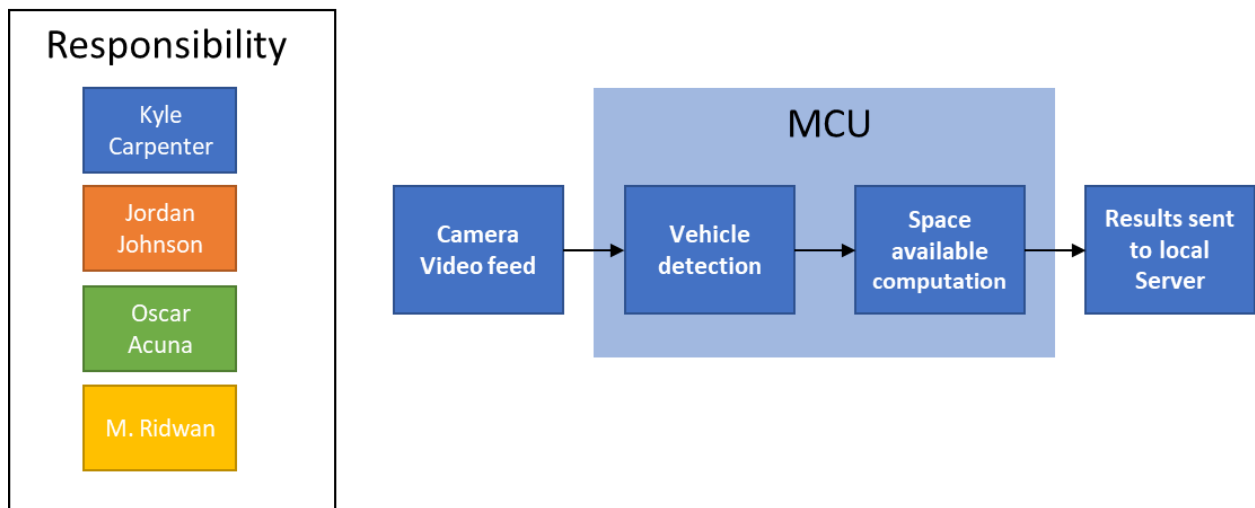 Responsibility
Kyle
Carpenter
Jordan
Johnson
Oscar
Acuna
M. Ridwan
MCU
Camera
Video feed
Vehicle
detection
Space
available
computation
Results sent
to local
Server